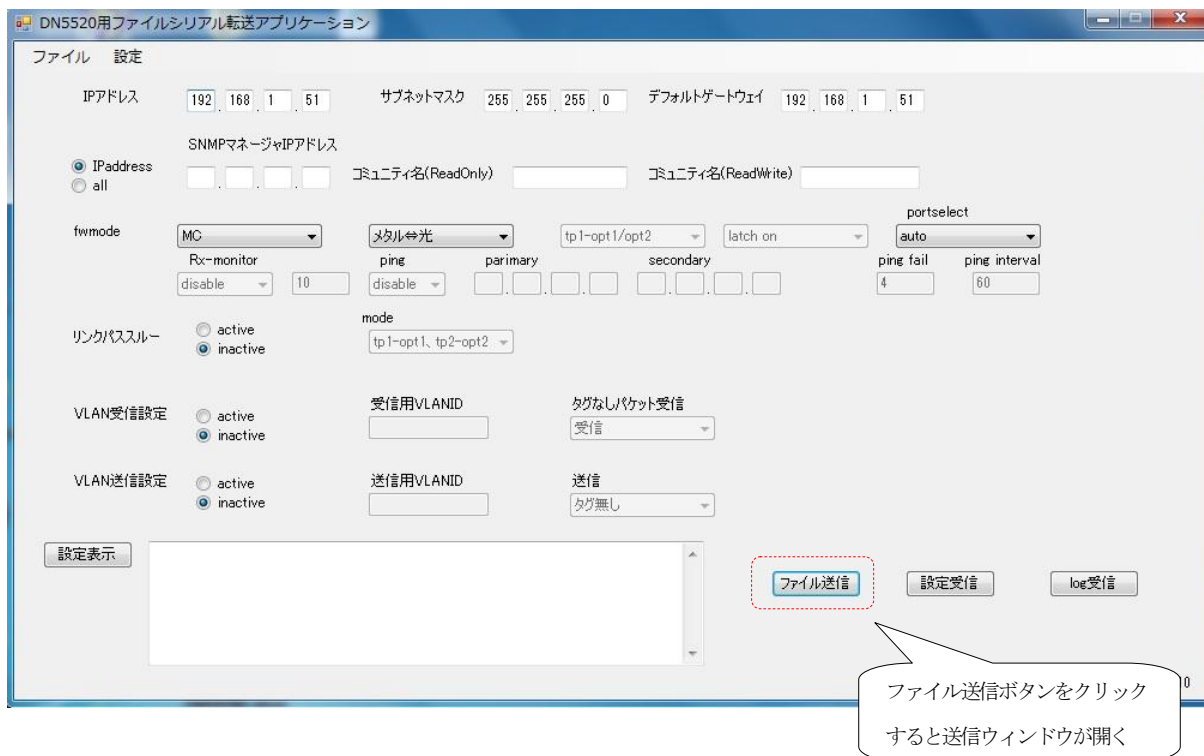 DN5520用ファイルシリアル転送アプリケーション
ファイル 設定
IPアドレス 192 . 168 . 1 . 51 サブネットマスク 255 . 255 . 255 . 0 デフォルトゲートウェイ 192 . 168 . 1 . 51
SNMPマネージャIPアドレス
IPaddress
all
. . . コミュニティ名(ReadOnly) コミュニティ名(ReadWrite)
portselect
fwmode MC メタル⇔光 tp1-opt1/opt2 latch on auto
Rx-monitor ping parimary secondary ping fail ping interval
disable 10 disable . . . . . . 4 60
mode
リンクパススルー active
inactive tp1-opt1、tp2-opt2
受信用VLANID タグなしパケット受信
VLAN受信設定 active
inactive 受信
VLAN送信設定 active 送信用VLANID 送信
inactive タグ無し
設定表示
ファイル送信 設定受信 log受信
ファイル送信ボタンをクリック
すると送信ウィンドウが開く
0